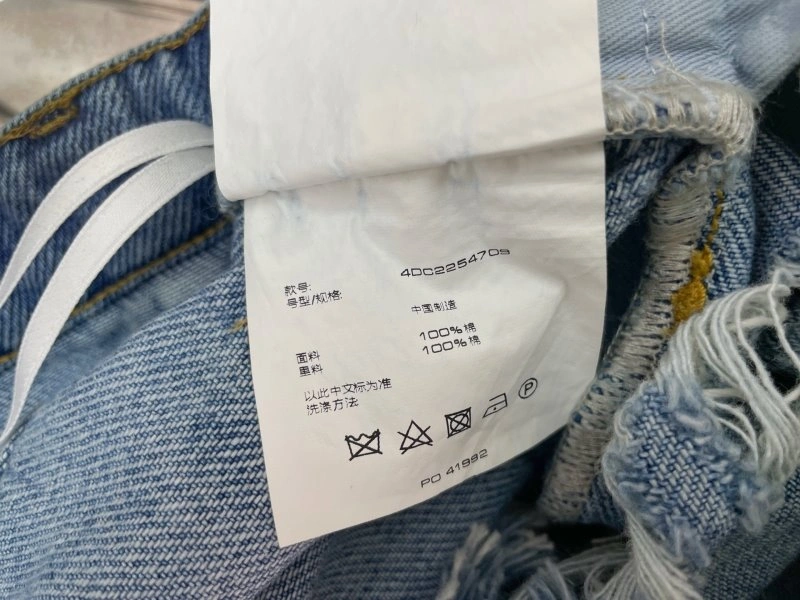 款号: 4DC225470S
号型/规格:
中国制造
面料 100%棉
里料 100%棉
以此中文标为准
洗涤方法
P
PO 41992